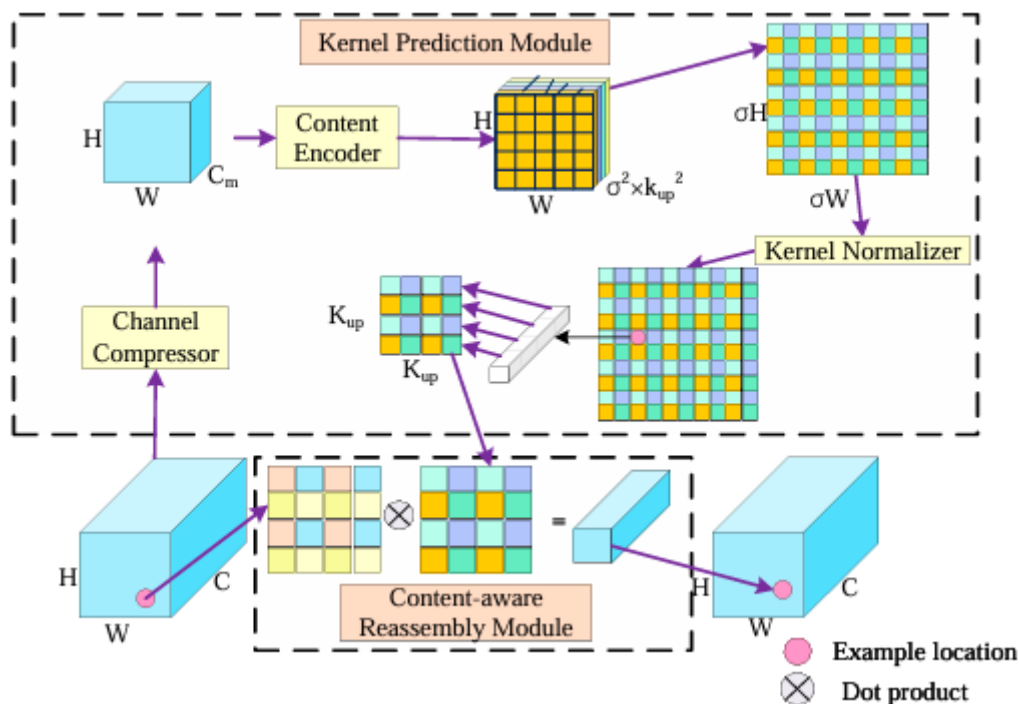 Kernel Prediction Module
H
W
C_m
Content
Encoder
H
W
σ²×k_up²
σH
σW
Kernel Normalizer
K_up
K_up
Channel
Compressor
H
W
C
=
Content-aware
Reassembly Module
H
W
C
Example location
Dot product